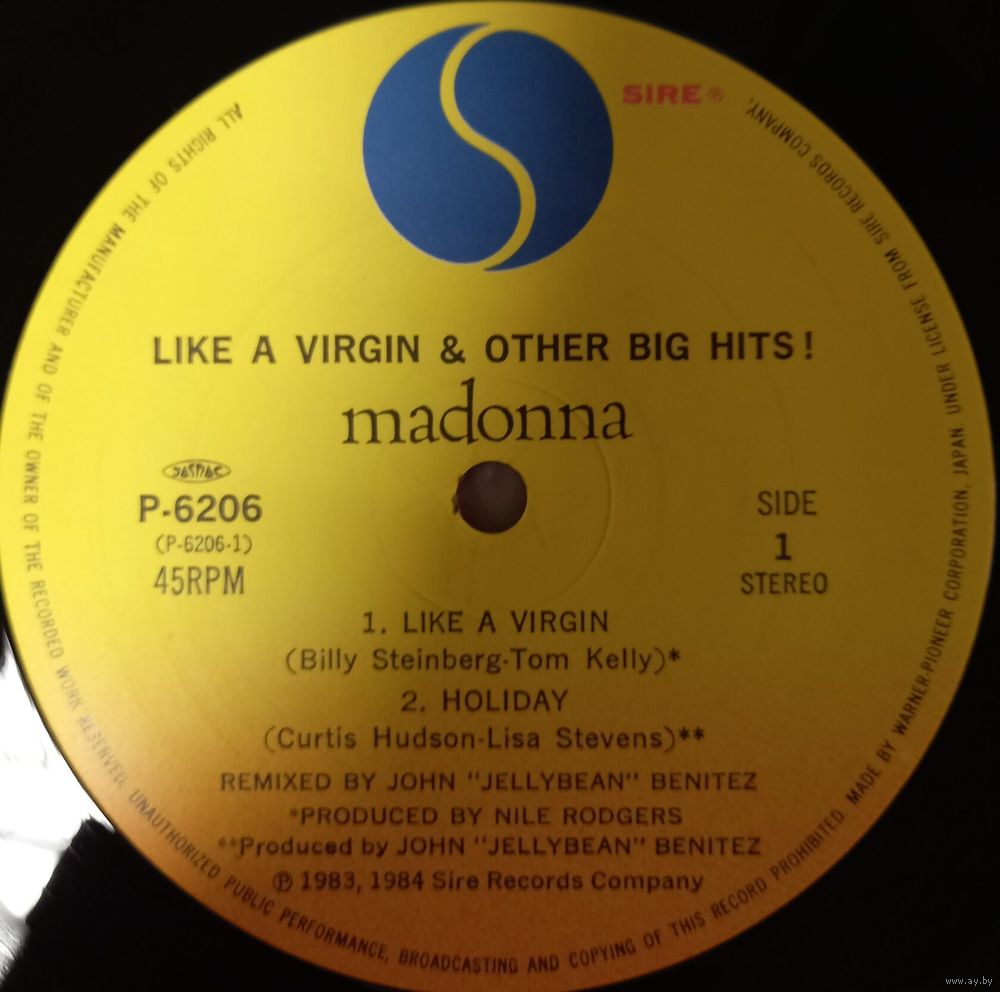 SIRE ®
LIKE A VIRGIN & OTHER BIG HITS!
madonna
JASRAC
P-6206
(P-6206-1)
45RPM
SIDE
1
STEREO
1. LIKE A VIRGIN
(Billy Steinberg-Tom Kelly)*
2. HOLIDAY
(Curtis Hudson-Lisa Stevens)**
REMIXED BY JOHN "JELLYBEAN" BENITEZ
*PRODUCED BY NILE RODGERS
**Produced by JOHN "JELLYBEAN" BENITEZ
℗ 1983, 1984 Sire Records Company
ALL RIGHTS OF THE MANUFACTURER AND OF THE OWNER OF THE RECORDED WORK RESERVED. UNAUTHORIZED PUBLIC PERFORMANCE, BROADCASTING AND COPYING OF THIS RECORD PROHIBITED. MADE BY WARNER-PIONEER CORPORATION, JAPAN. UNDER LICENSE FROM SIRE RECORDS COMPANY.
www.ay.by